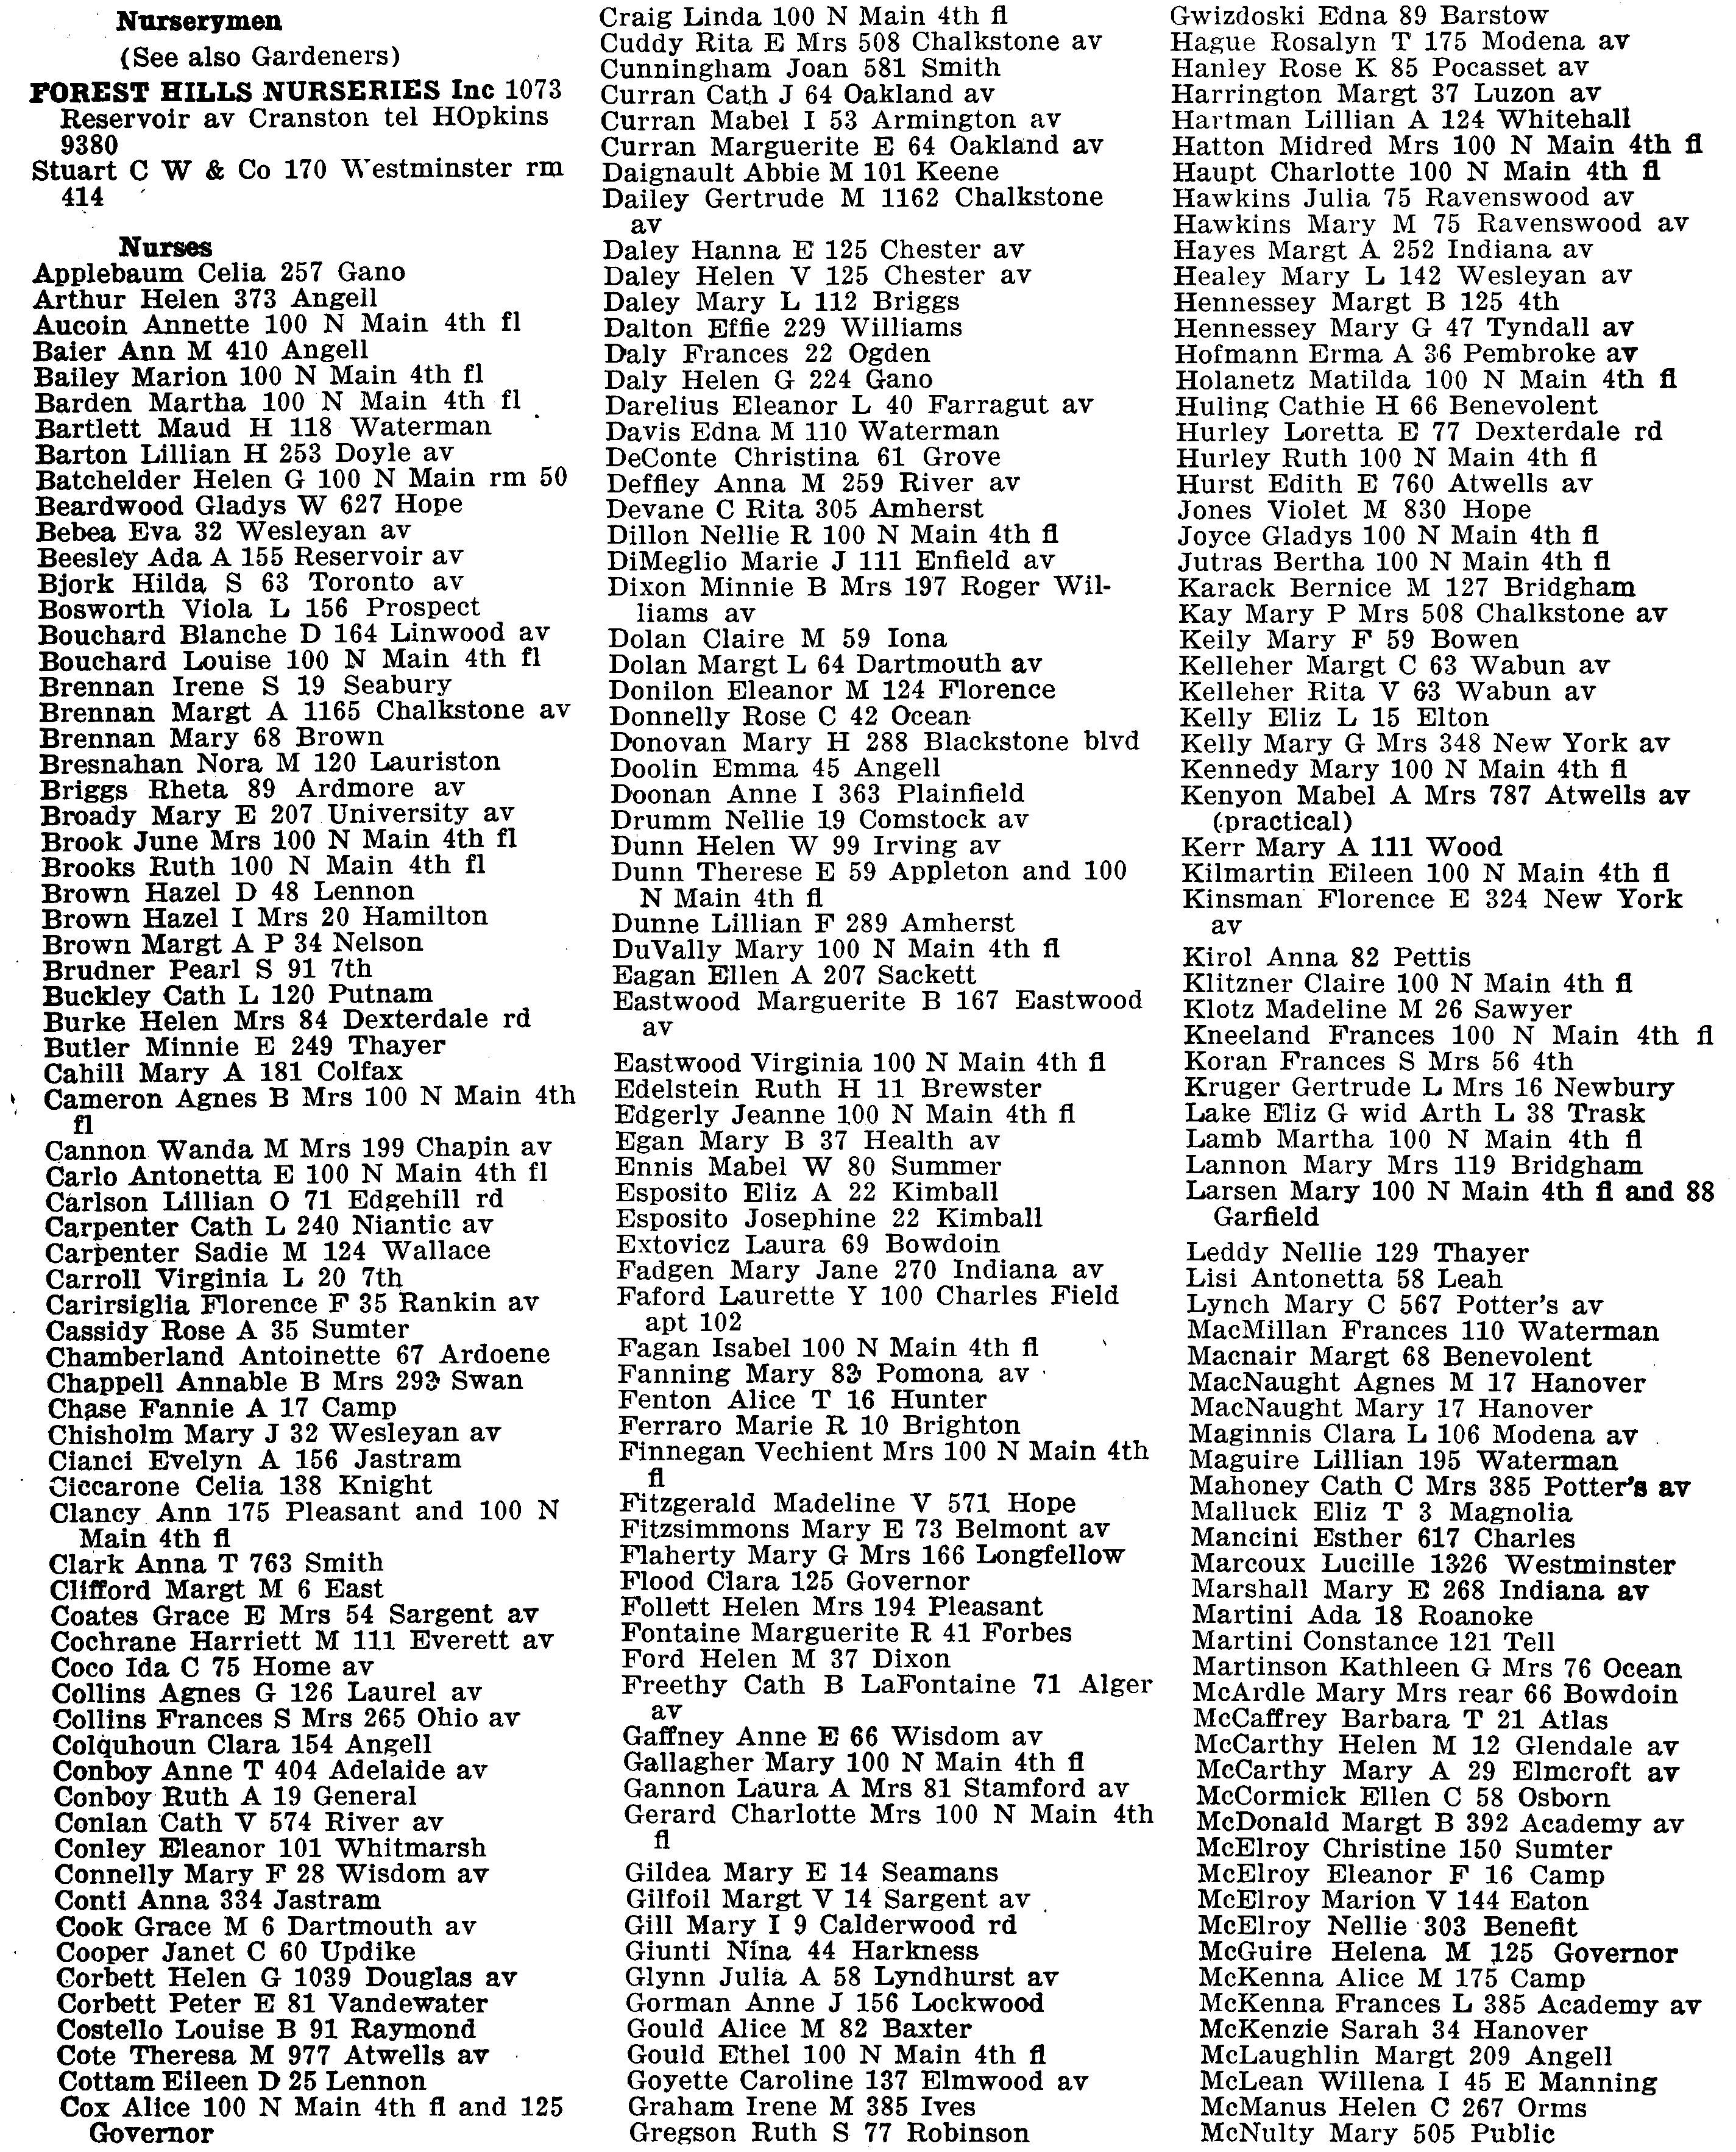 Nurserymen
(See also Gardeners)
FOREST HILLS NURSERIES Inc 1073
Reservoir av Cranston tel HOpkins
9380
Stuart C W & Co 170 Westminster rm
414
Nurses
Applebaum Celia 257 Gano
Arthur Helen 373 Angell
Aucoin Annette 100 N Main 4th fl
Baier Ann M 410 Angell
Bailey Marion 100 N Main 4th fl
Barden Martha 100 N Main 4th fl
Bartlett Maud H 118 Waterman
Barton Lillian H 253 Doyle av
Batchelder Helen G 100 N Main rm 50
Beardwood Gladys W 627 Hope
Bebea Eva 32 Wesleyan av
Beesley Ada A 155 Reservoir av
Bjork Hilda S 63 Toronto av
Bosworth Viola L 156 Prospect
Bouchard Blanche D 164 Linwood av
Bouchard Louise 100 N Main 4th fl
Brennan Irene S 19 Seabury
Brennan Margt A 1165 Chalkstone av
Brennan Mary 68 Brown
Bresnahan Nora M 120 Lauriston
Briggs Rheta 89 Ardmore av
Broady Mary E 207 University av
Brook June Mrs 100 N Main 4th fl
Brooks Ruth 100 N Main 4th fl
Brown Hazel D 48 Lennon
Brown Hazel I Mrs 20 Hamilton
Brown Margt A P 34 Nelson
Brudner Pearl S 91 7th
Buckley Cath L 120 Putnam
Burke Helen Mrs 84 Dexterdale rd
Butler Minnie E 249 Thayer
Cahill Mary A 181 Colfax
Cameron Agnes B Mrs 100 N Main 4th
fl
Cannon Wanda M Mrs 199 Chapin av
Carlo Antonetta E 100 N Main 4th fl
Carlson Lillian O 71 Edgehill rd
Carpenter Cath L 240 Niantic av
Carpenter Sadie M 124 Wallace
Carroll Virginia L 20 7th
Carirsiglia Florence F 35 Rankin av
Cassidy Rose A 35 Sumter
Chamberland Antoinette 67 Ardoene
Chappell Annable B Mrs 293 Swan
Chase Fannie A 17 Camp
Chisholm Mary J 32 Wesleyan av
Cianci Evelyn A 156 Jastram
Ciccarone Celia 138 Knight
Clancy Ann 175 Pleasant and 100 N
Main 4th fl
Clark Anna T 763 Smith
Clifford Margt M 6 East
Coates Grace E Mrs 54 Sargent av
Cochrane Harriett M 111 Everett av
Coco Ida C 75 Home av
Collins Agnes G 126 Laurel av
Collins Frances S Mrs 265 Ohio av
Colquhoun Clara 154 Angell
Conboy Anne T 404 Adelaide av
Conboy Ruth A 19 General
Conlan Cath V 574 River av
Conley Eleanor 101 Whitmarsh
Connelly Mary F 28 Wisdom av
Conti Anna 334 Jastram
Cook Grace M 6 Dartmouth av
Cooper Janet C 60 Updike
Corbett Helen G 1039 Douglas av
Corbett Peter E 81 Vandewater
Costello Louise B 91 Raymond
Cote Theresa M 977 Atwells av
Cottam Eileen D 25 Lennon
Cox Alice 100 N Main 4th fl and 125
Governor
Craig Linda 100 N Main 4th fl
Cuddy Rita E Mrs 508 Chalkstone av
Cunningham Joan 581 Smith
Curran Cath J 64 Oakland av
Curran Mabel I 53 Armington av
Curran Marguerite E 64 Oakland av
Daignault Abbie M 101 Keene
Dailey Gertrude M 1162 Chalkstone
av
Daley Hanna E 125 Chester av
Daley Helen V 125 Chester av
Daley Mary L 112 Briggs
Dalton Effie 229 Williams
Daly Frances 22 Ogden
Daly Helen G 224 Gano
Darelius Eleanor L 40 Farragut av
Davis Edna M 110 Waterman
DeConte Christina 61 Grove
Deffley Anna M 259 River av
Devane C Rita 305 Amherst
Dillon Nellie R 100 N Main 4th fl
DiMeglio Marie J 111 Enfield av
Dixon Minnie B Mrs 197 Roger Wil-
liams av
Dolan Claire M 59 Iona
Dolan Margt L 64 Dartmouth av
Donilon Eleanor M 124 Florence
Donnelly Rose C 42 Ocean
Donovan Mary H 288 Blackstone blvd
Doolin Emma 45 Angell
Doonan Anne I 363 Plainfield
Drumm Nellie 19 Comstock av
Dunn Helen W 99 Irving av
Dunn Therese E 59 Appleton and 100
N Main 4th fl
Dunne Lillian F 289 Amherst
DuVally Mary 100 N Main 4th fl
Eagan Ellen A 207 Sackett
Eastwood Marguerite B 167 Eastwood
av
Eastwood Virginia 100 N Main 4th fl
Edelstein Ruth H 11 Brewster
Edgerly Jeanne 100 N Main 4th fl
Egan Mary B 37 Health av
Ennis Mabel W 80 Summer
Esposito Eliz A 22 Kimball
Esposito Josephine 22 Kimball
Extovicz Laura 69 Bowdoin
Fadgen Mary Jane 270 Indiana av
Faford Laurette Y 100 Charles Field
apt 102
Fagan Isabel 100 N Main 4th fl
Fanning Mary 83 Pomona av
Fenton Alice T 16 Hunter
Ferraro Marie R 10 Brighton
Finnegan Vechient Mrs 100 N Main 4th
fl
Fitzgerald Madeline V 571 Hope
Fitzsimmons Mary E 73 Belmont av
Flaherty Mary G Mrs 166 Longfellow
Flood Clara 125 Governor
Follett Helen Mrs 194 Pleasant
Fontaine Marguerite R 41 Forbes
Ford Helen M 37 Dixon
Freethy Cath B LaFontaine 71 Alger
av
Gaffney Anne E 66 Wisdom av
Gallagher Mary 100 N Main 4th fl
Gannon Laura A Mrs 81 Stamford av
Gerard Charlotte Mrs 100 N Main 4th
fl
Gildea Mary E 14 Seamans
Gilfoil Margt V 14 Sargent av
Gill Mary I 9 Calderwood rd
Giunti Nina 44 Harkness
Glynn Julia A 58 Lyndhurst av
Gorman Anne J 156 Lockwood
Gould Alice M 82 Baxter
Gould Ethel 100 N Main 4th fl
Goyette Caroline 137 Elmwood av
Graham Irene M 385 Ives
Gregson Ruth S 77 Robinson
Gwizdoski Edna 89 Barstow
Hague Rosalyn T 175 Modena av
Hanley Rose K 85 Pocasset av
Harrington Margt 37 Luzon av
Hartman Lillian A 124 Whitehall
Hatton Midred Mrs 100 N Main 4th fl
Haupt Charlotte 100 N Main 4th fl
Hawkins Julia 75 Ravenswood av
Hawkins Mary M 75 Ravenswood av
Hayes Margt A 252 Indiana av
Healey Mary L 142 Wesleyan av
Hennessey Margt B 125 4th
Hennessey Mary G 47 Tyndall av
Hofmann Erma A 36 Pembroke av
Holanetz Matilda 100 N Main 4th fl
Huling Cathie H 66 Benevolent
Hurley Loretta E 77 Dexterdale rd
Hurley Ruth 100 N Main 4th fl
Hurst Edith E 760 Atwells av
Jones Violet M 830 Hope
Joyce Gladys 100 N Main 4th fl
Jutras Bertha 100 N Main 4th fl
Karack Bernice M 127 Bridgham
Kay Mary P Mrs 508 Chalkstone av
Keily Mary F 59 Bowen
Kelleher Margt C 63 Wabun av
Kelleher Rita V 63 Wabun av
Kelly Eliz L 15 Elton
Kelly Mary G Mrs 348 New York av
Kennedy Mary 100 N Main 4th fl
Kenyon Mabel A Mrs 787 Atwells av
(practical)
Kerr Mary A 111 Wood
Kilmartin Eileen 100 N Main 4th fl
Kinsman Florence E 324 New York
av
Kirol Anna 82 Pettis
Klitzner Claire 100 N Main 4th fl
Klotz Madeline M 26 Sawyer
Kneeland Frances 100 N Main 4th fl
Koran Frances S Mrs 56 4th
Kruger Gertrude L Mrs 16 Newbury
Lake Eliz G wid Arth L 38 Trask
Lamb Martha 100 N Main 4th fl
Lannon Mary Mrs 119 Bridgham
Larsen Mary 100 N Main 4th fl and 88
Garfield
Leddy Nellie 129 Thayer
Lisi Antonetta 58 Leah
Lynch Mary C 567 Potter's av
MacMillan Frances 110 Waterman
Macnair Margt 68 Benevolent
MacNaught Agnes M 17 Hanover
MacNaught Mary 17 Hanover
Maginnis Clara L 106 Modena av
Maguire Lillian 195 Waterman
Mahoney Cath C Mrs 385 Potter's av
Malluck Eliz T 3 Magnolia
Mancini Esther 617 Charles
Marcoux Lucille 1326 Westminster
Marshall Mary E 268 Indiana av
Martini Ada 18 Roanoke
Martini Constance 121 Tell
Martinson Kathleen G Mrs 76 Ocean
McArdle Mary Mrs rear 66 Bowdoin
McCaffrey Barbara T 21 Atlas
McCarthy Helen M 12 Glendale av
McCarthy Mary A 29 Elmcroft av
McCormick Ellen C 58 Osborn
McDonald Margt B 392 Academy av
McElroy Christine 150 Sumter
McElroy Eleanor F 16 Camp
McElroy Marion V 144 Eaton
McElroy Nellie 303 Benefit
McGuire Helena M 125 Governor
McKenna Alice M 175 Camp
McKenna Frances L 385 Academy av
McKenzie Sarah 34 Hanover
McLaughlin Margt 209 Angell
McLean Willena I 45 E Manning
McManus Helen C 267 Orms
McNulty Mary 505 Public